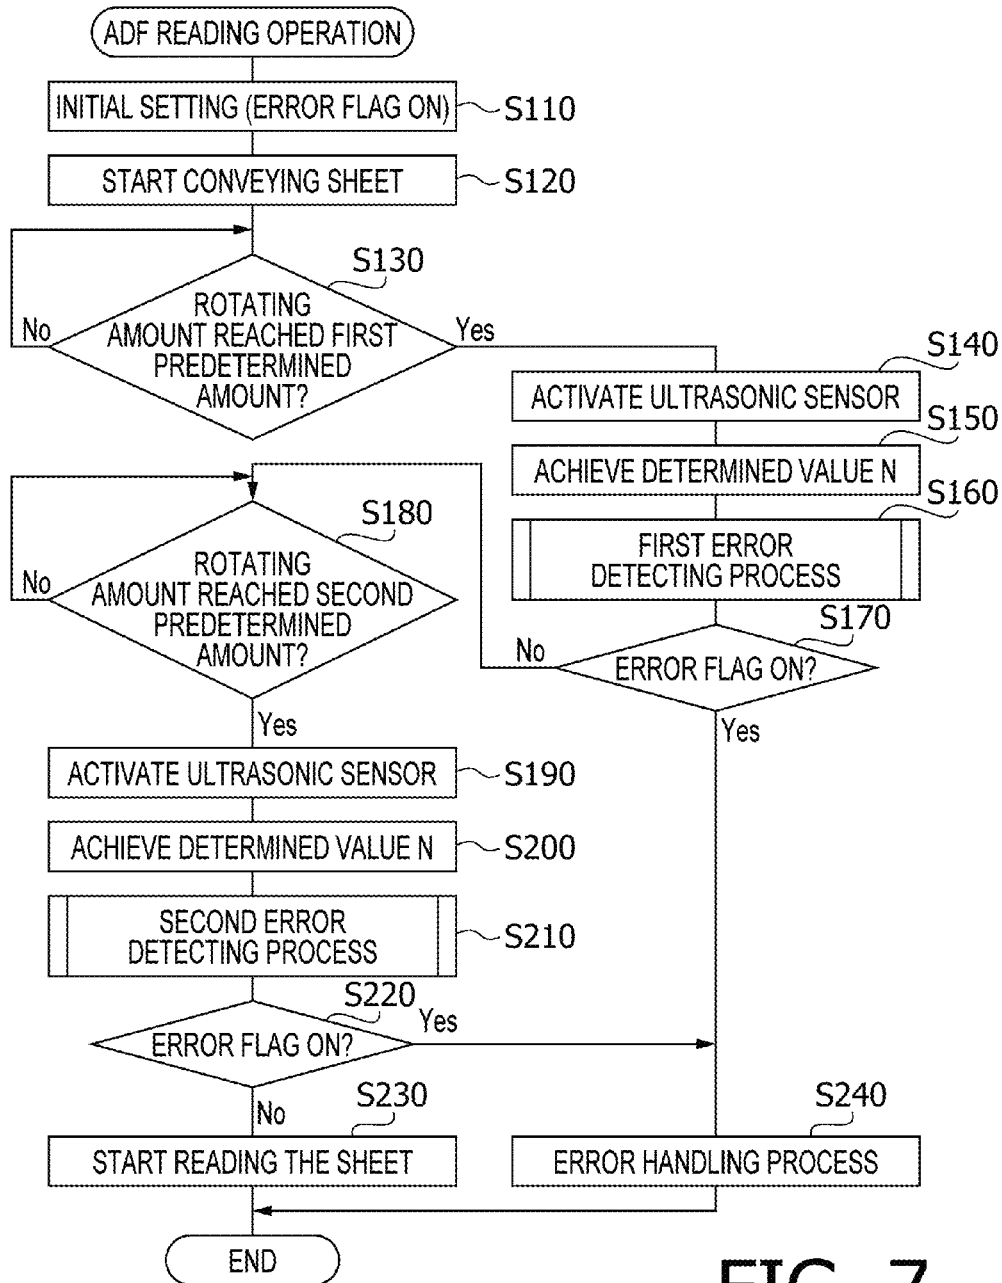 ADF READING OPERATION
INITIAL SETTING (ERROR FLAG ON)
S110
START CONVEYING SHEET
S120
S130
ROTATING
AMOUNT REACHED FIRST
PREDETERMINED
AMOUNT?
No
Yes
S140
ACTIVATE ULTRASONIC SENSOR
S150
ACHIEVE DETERMINED VALUE N
S160
FIRST ERROR
DETECTING PROCESS
S170
ERROR FLAG ON?
No
Yes
S180
ROTATING
AMOUNT REACHED SECOND
PREDETERMINED
AMOUNT?
No
Yes
ACTIVATE ULTRASONIC SENSOR
S190
ACHIEVE DETERMINED VALUE N
S200
SECOND ERROR
DETECTING PROCESS
S210
S220
ERROR FLAG ON?
Yes
No
S230
START READING THE SHEET
S240
ERROR HANDLING PROCESS
END
FIG. 7